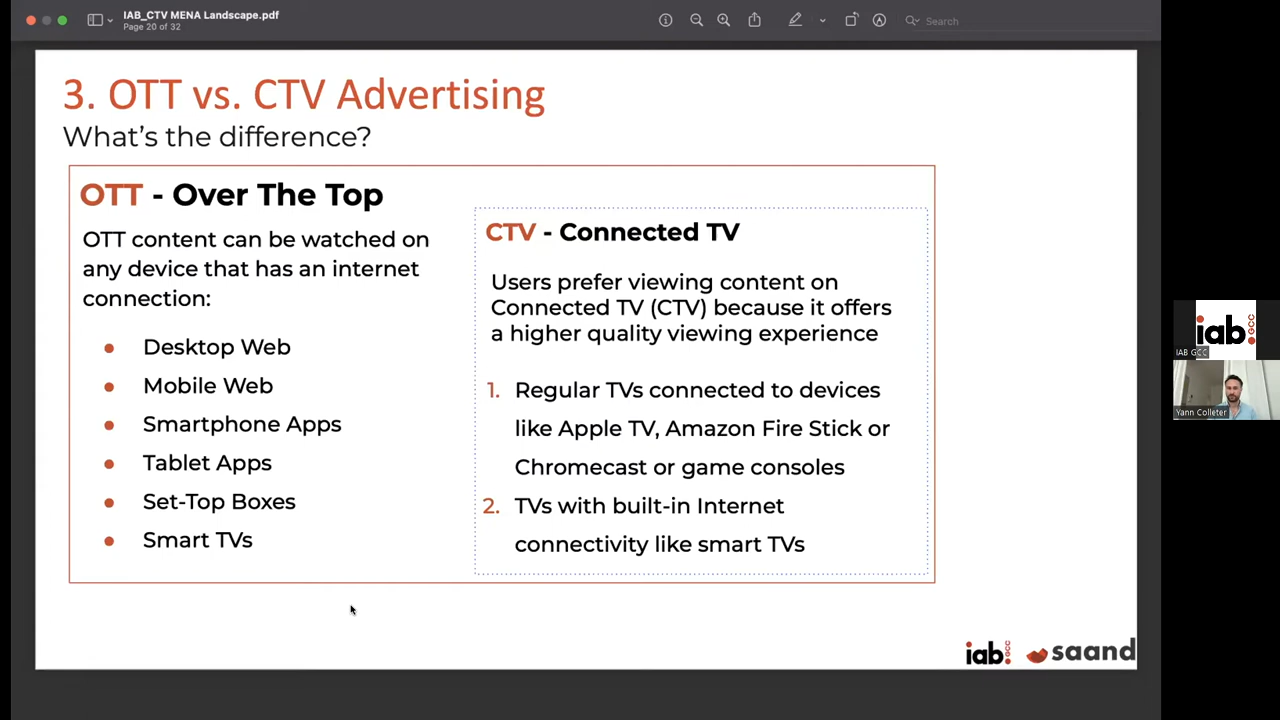 IAB_CTV MENA Landscape.pdf
Page 20 of 32
Search
3. OTT vs. CTV Advertising
What's the difference?
OTT - Over The Top
OTT content can be watched on
any device that has an internet
connection:
Desktop Web
Mobile Web
Smartphone Apps
Tablet Apps
Set-Top Boxes
Smart TVs
CTV - Connected TV
Users prefer viewing content on
Connected TV (CTV) because it offers
a higher quality viewing experience
1. Regular TVs connected to devices
like Apple TV, Amazon Fire Stick or
Chromecast or game consoles
2. TVs with built-in Internet
connectivity like smart TVs
iab GCC
saand
iab GCC
IAB GCC
Yann Colleter